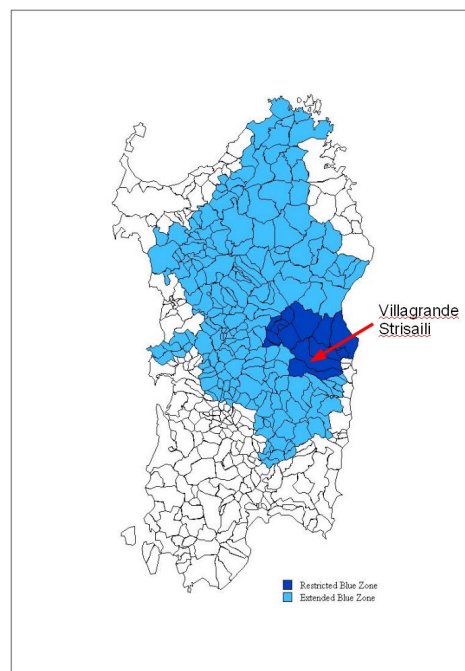 Villagrande
Strisaili
Restricted Blue Zone
Extended Blue Zone